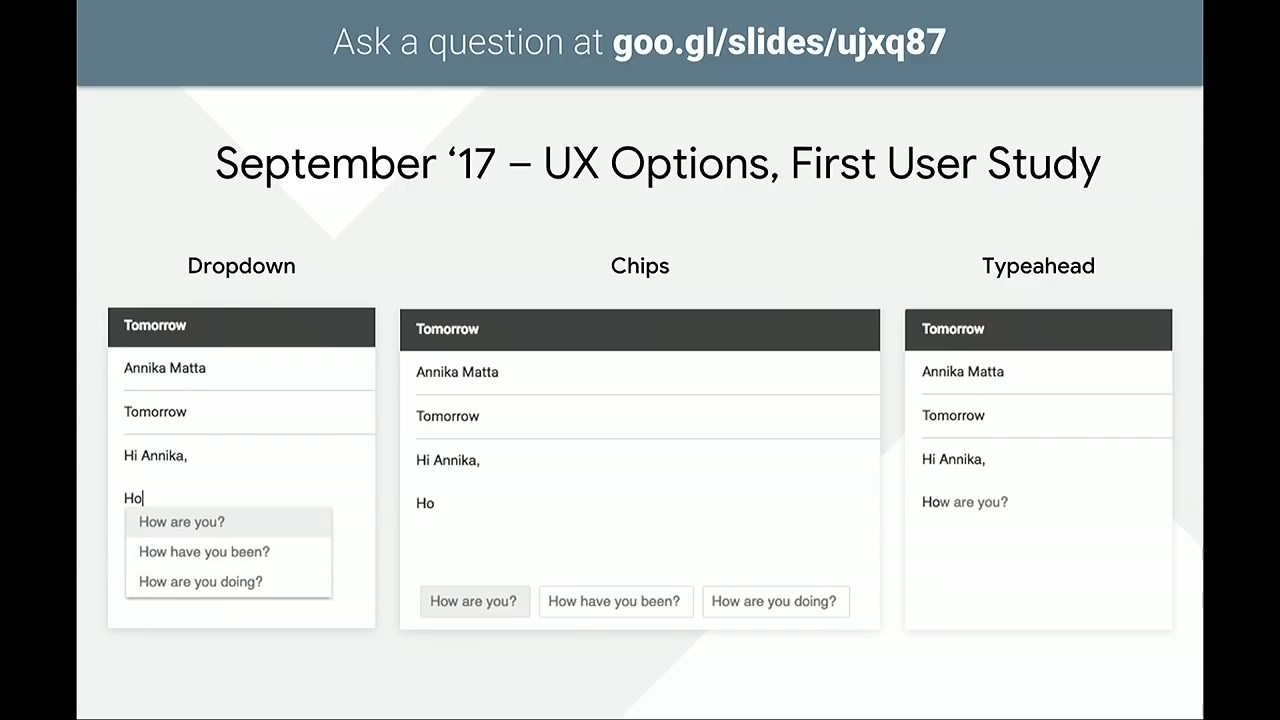 Ask a question at goo.gl/slides/ujxq87
September ‘17 – UX Options, First User Study
Dropdown
Tomorrow
Annika Matta
Tomorrow
Hi Annika,
Ho
How are you?
How have you been?
How are you doing?
Chips
Tomorrow
Annika Matta
Tomorrow
Hi Annika,
Ho
How are you? How have you been? How are you doing?
Typeahead
Tomorrow
Annika Matta
Tomorrow
Hi Annika,
How are you?